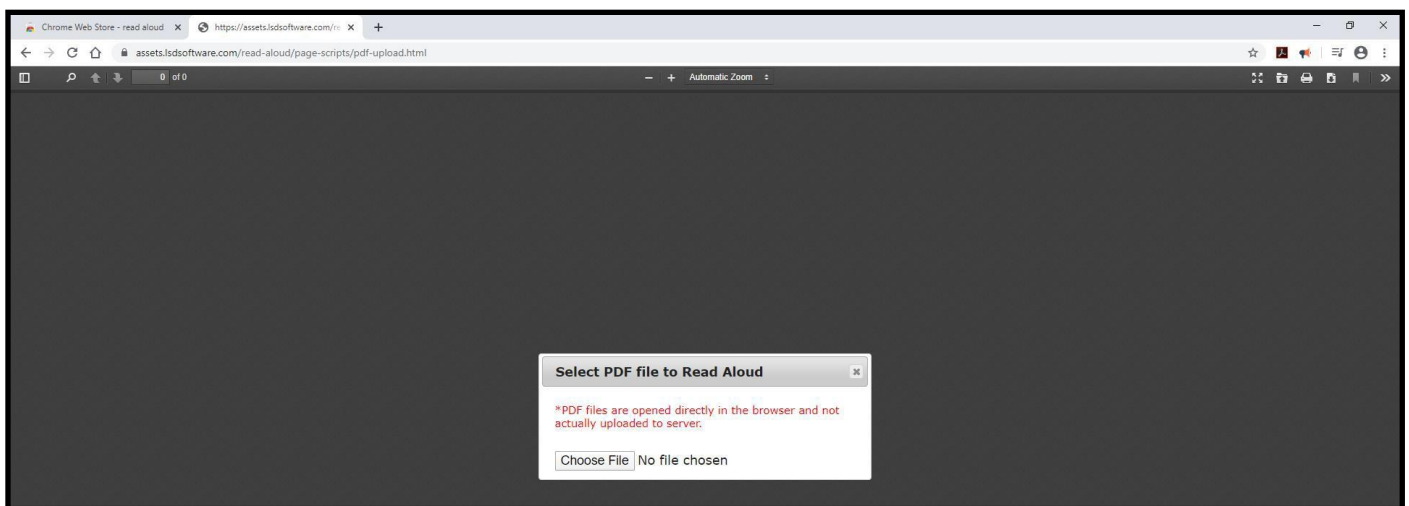 Chrome Web Store - read aloud
https://assets.lsdsoftware.com/re
assets.lsdsoftware.com/read-aloud/page-scripts/pdf-upload.html
0 of 0
Automatic Zoom
Select PDF file to Read Aloud
*PDF files are opened directly in the browser and not
actually uploaded to server.
Choose File No file chosen